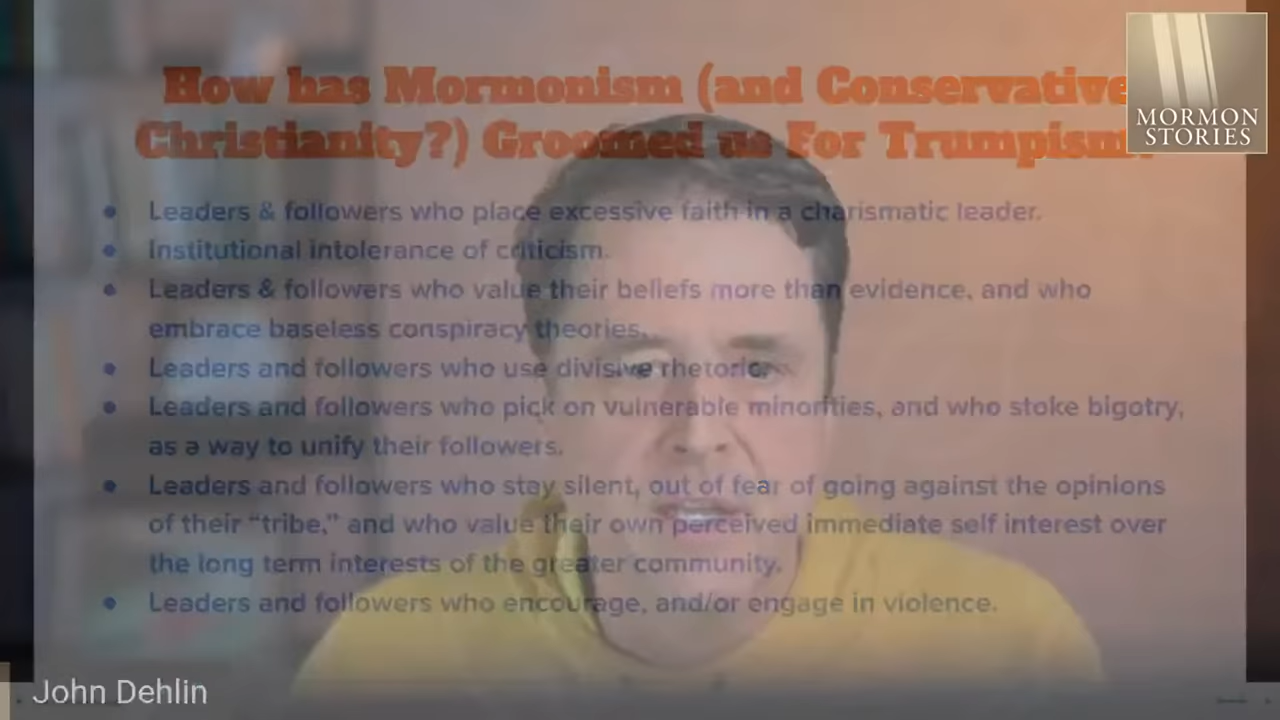 How has Mormonism (and Conservative
Christianity?) Groomed us For Trumpism?
MORMON
STORIES
• Leaders & followers who place excessive faith in a charismatic leader.
• Institutional intolerance of criticism.
• Leaders & followers who value their beliefs more than evidence, and who
embrace baseless conspiracy theories.
• Leaders and followers who use divisive rhetoric.
• Leaders and followers who pick on vulnerable minorities, and who stoke bigotry,
as a way to unify their followers.
• Leaders and followers who stay silent, out of fear of going against the opinions
of their “tribe,” and who value their own perceived immediate self interest over
the long term interests of the greater community.
• Leaders and followers who encourage, and/or engage in violence.
John Dehlin